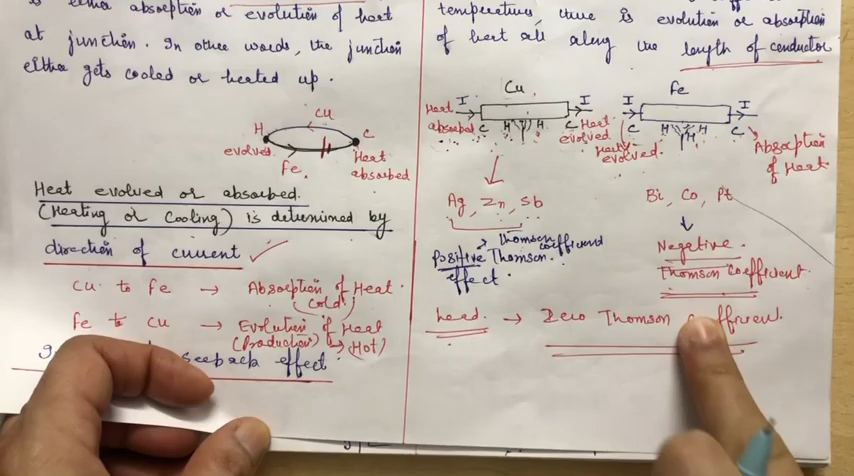 is either absorption or evolution of heat
at junction. In other words, the junction
either gets cooled or heated up.
Cu
H
C
evolved
Heat
absorbed
Fe
Heat evolved or absorbed.
(Heating or Cooling) is determined by
direction of current
Cu to Fe → Absorption of Heat.
(cold)
Fe to Cu → Evolution of Heat
(Production) → (Hot)
seeback effect
temperature, there is evolution or absorption
of heat all along the length of conductor
Cu
I
I
Heat
absorbed
C H H C
Heat
evolved
Ag, Zn, Sb
Thomson coefficient
positive Thomson
effect.
Fe
I
I
C H H C
Heat
evolved.
Absorption
of Heat
Bi, Co, Pt
Negative.
Thomson Coefficient
Lead. → Zero Thomson